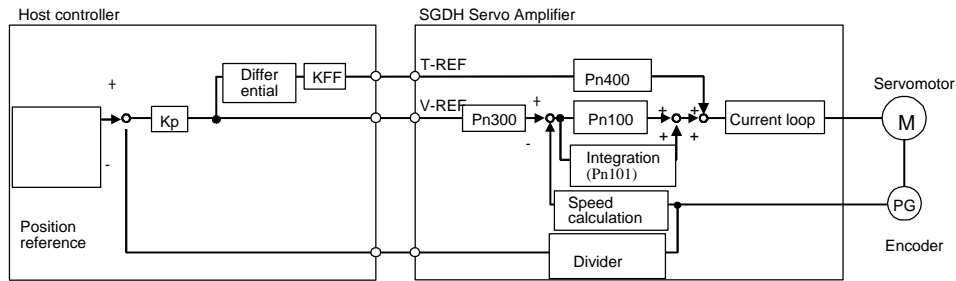 Host controller
SGDH Servo Amplifier
T-REF
Differ
ential
KFF
Pn400
Servomotor
+
V-REF
+
+
+
Kp
Pn300
Pn100
Current loop
M
-
-
+
+
Integration
(Pn101)
Speed
calculation
PG
Position
reference
Encoder
Divider